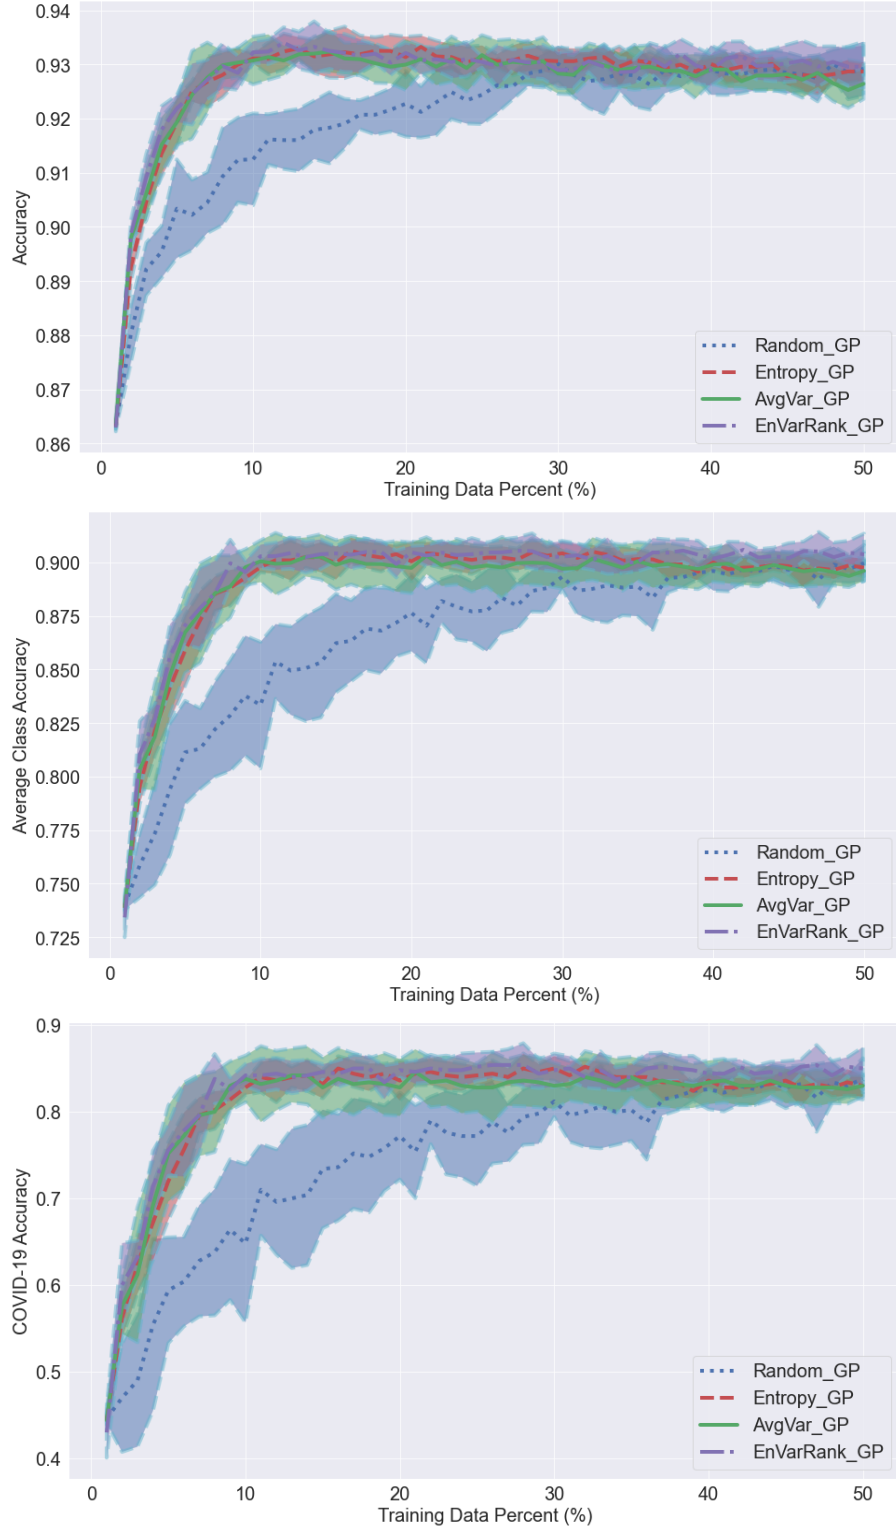 0.94
0.93
0.92
0.91
0.90
0.89
0.88
0.87
0.86
Accuracy
Random_GP
Entropy_GP
AvgVar_GP
EnVarRank_GP
0 10 20 30 40 50
Training Data Percent (%)
0.900
0.875
0.850
0.825
0.800
0.775
0.750
0.725
Average Class Accuracy
Random_GP
Entropy_GP
AvgVar_GP
EnVarRank_GP
0 10 20 30 40 50
Training Data Percent (%)
0.9
0.8
0.7
0.6
0.5
0.4
COVID-19 Accuracy
Random_GP
Entropy_GP
AvgVar_GP
EnVarRank_GP
0 10 20 30 40 50
Training Data Percent (%)